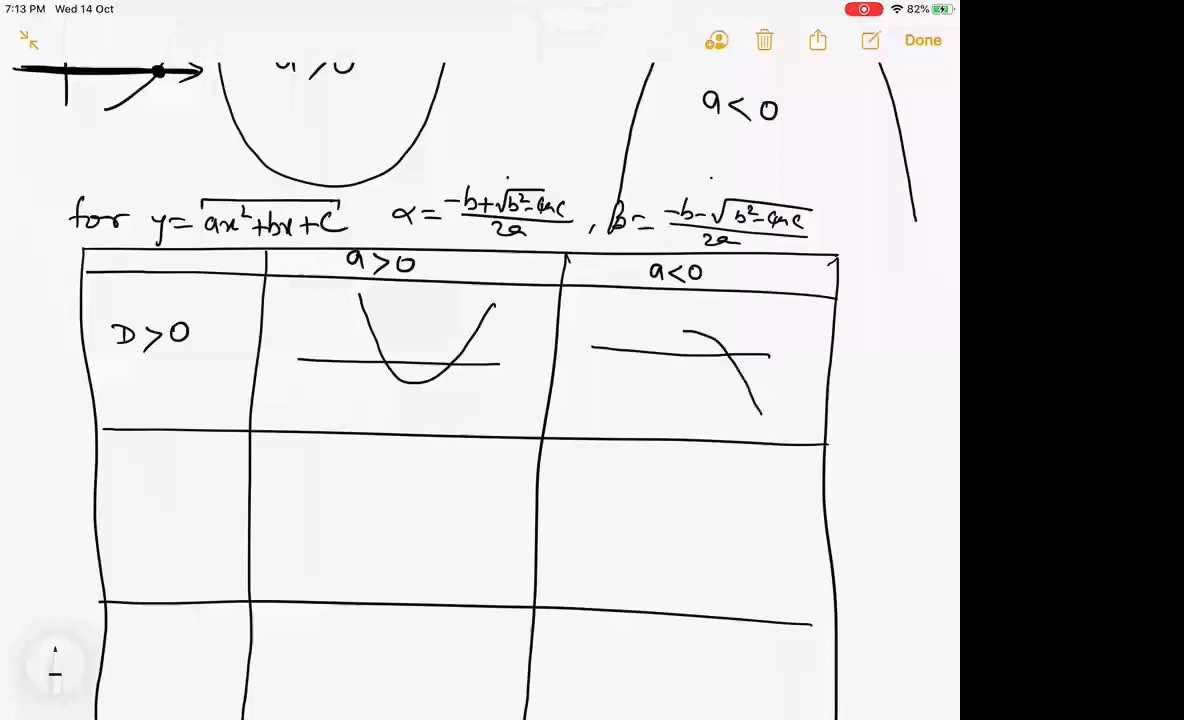 7:13 PM Wed 14 Oct
82%
Done
a > 0
a < 0
for y = ax²+bx+c α = -b+√b²-4ac/2a , β = -b-√b²-4ac/2a
a > 0 a < 0
D > 0